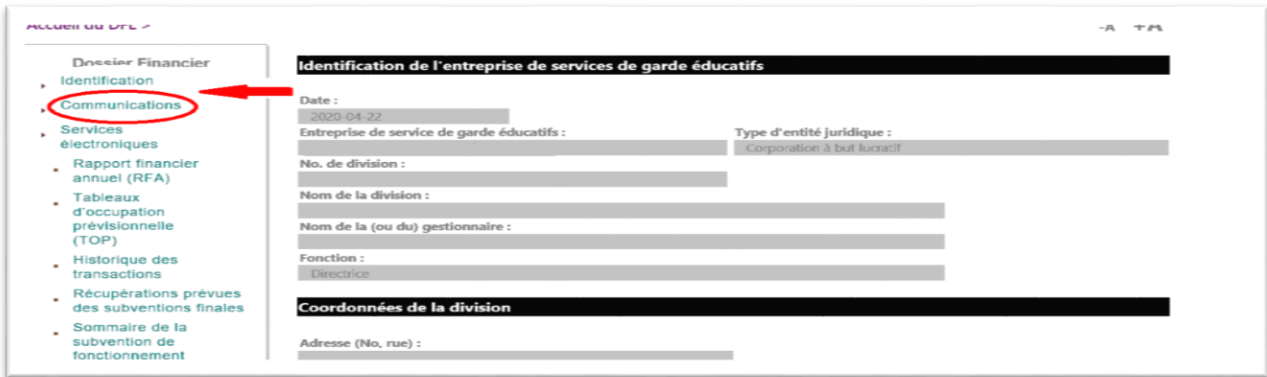 Accueil du DFL >
-A +A
Dossier Financier
Identification
Communications
Services
électroniques
Rapport financier
annuel (RFA)
Tableaux
d'occupation
prévisionnelle
(TOP)
Historique des
transactions
Récupérations prévues
des subventions finales
Sommaire de la
subvention de
fonctionnement
Identification de l'entreprise de services de garde éducatifs
Date :
2020-04-22
Entreprise de service de garde éducatifs :
Type d'entité juridique :
Corporation à but lucratif
No. de division :
Nom de la division :
Nom de la (ou du) gestionnaire :
Fonction :
Directrice
Coordonnées de la division
Adresse (No, rue) :